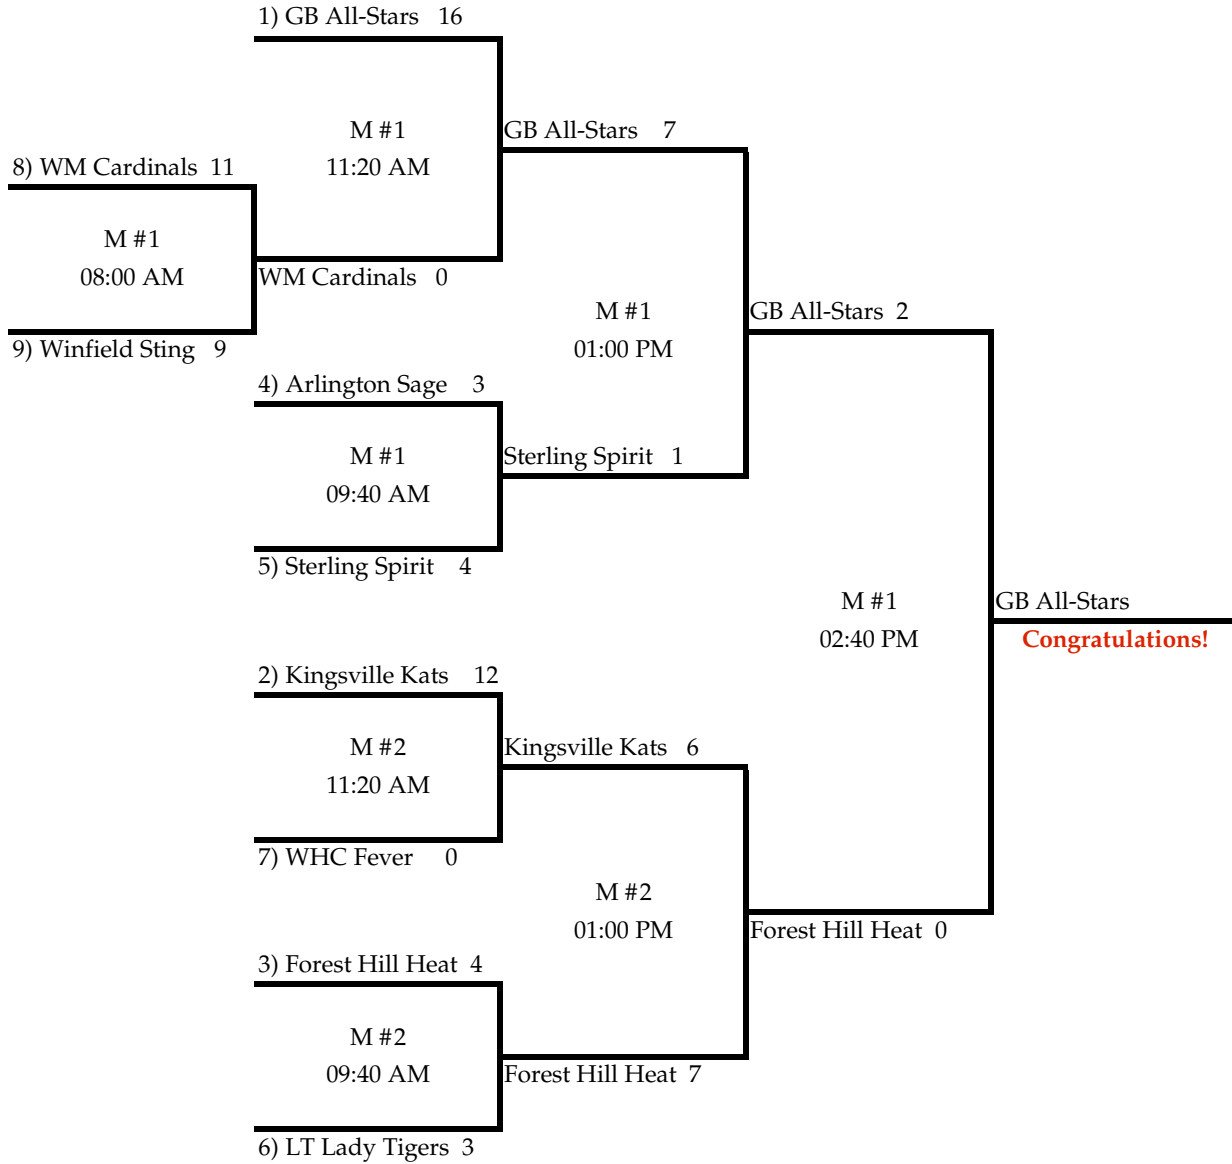 1) GB All-Stars 16
M #1
11:20 AM
GB All-Stars 7
8) WM Cardinals 11
M #1
08:00 AM
WM Cardinals 0
9) Winfield Sting 9
M #1
01:00 PM
GB All-Stars 2
4) Arlington Sage 3
M #1
09:40 AM
Sterling Spirit 1
5) Sterling Spirit 4
M #1
02:40 PM
GB All-Stars
Congratulations!
2) Kingsville Kats 12
M #2
11:20 AM
Kingsville Kats 6
7) WHC Fever 0
M #2
01:00 PM
Forest Hill Heat 0
3) Forest Hill Heat 4
M #2
09:40 AM
Forest Hill Heat 7
6) LT Lady Tigers 3